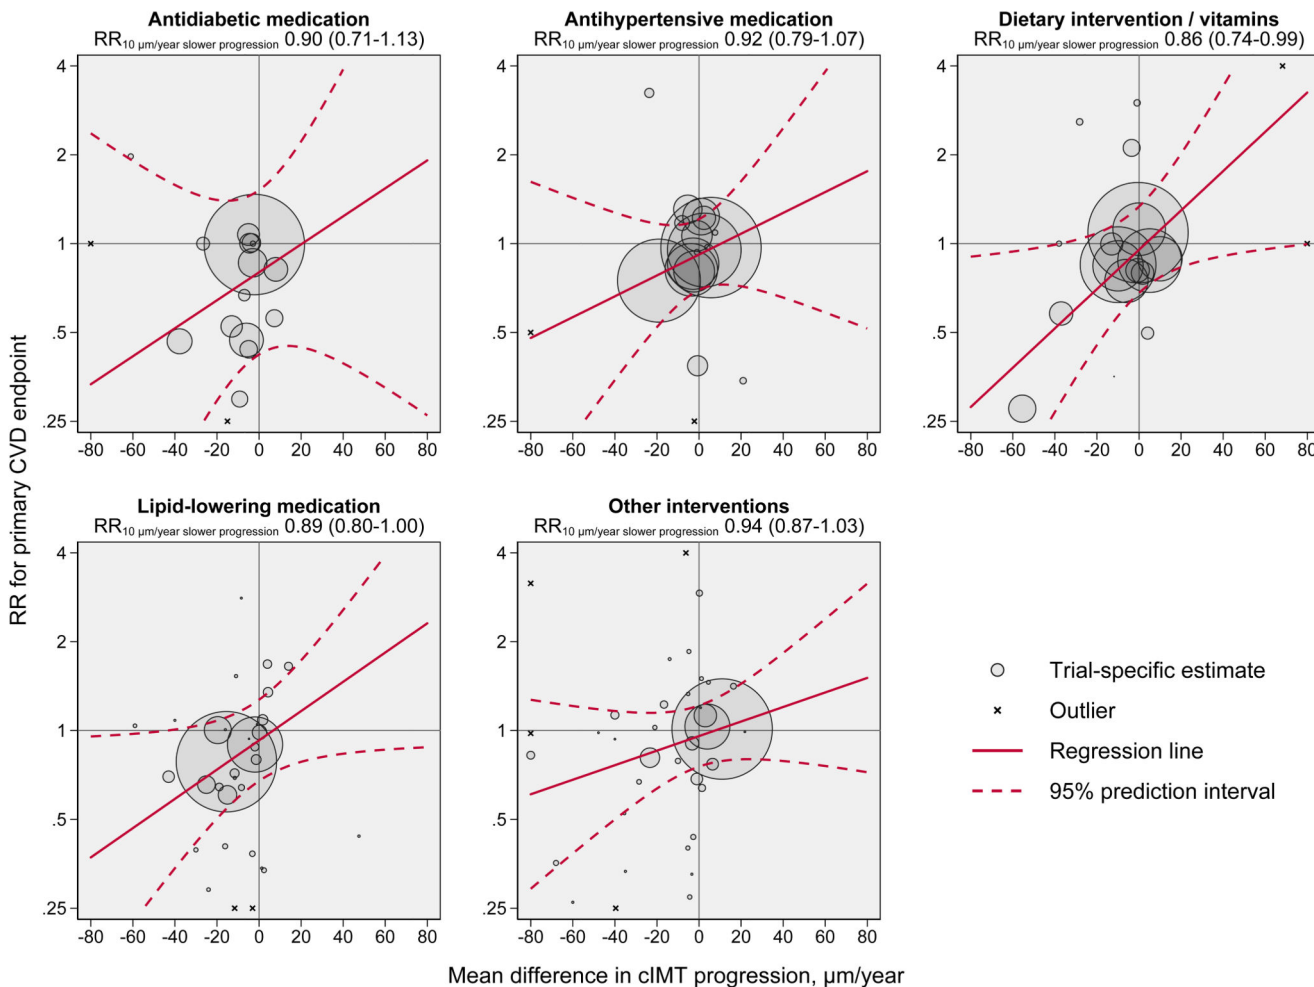 Antidiabetic medication
RR10 µm/year slower progression 0.90 (0.71-1.13)
Antihypertensive medication
RR10 µm/year slower progression 0.92 (0.79-1.07)
Dietary intervention / vitamins
RR10 µm/year slower progression 0.86 (0.74-0.99)
4
2
1
.5
.25
-80 -60 -40 -20 0 20 40 60 80
4
2
1
.5
.25
-80 -60 -40 -20 0 20 40 60 80
4
2
1
.5
.25
-80 -60 -40 -20 0 20 40 60 80
RR for primary CVD endpoint
Lipid-lowering medication
RR10 µm/year slower progression 0.89 (0.80-1.00)
Other interventions
RR10 µm/year slower progression 0.94 (0.87-1.03)
4
2
1
.5
.25
-80 -60 -40 -20 0 20 40 60 80
4
2
1
.5
.25
-80 -60 -40 -20 0 20 40 60 80
Trial-specific estimate
Outlier
Regression line
95% prediction interval
Mean difference in cIMT progression, µm/year